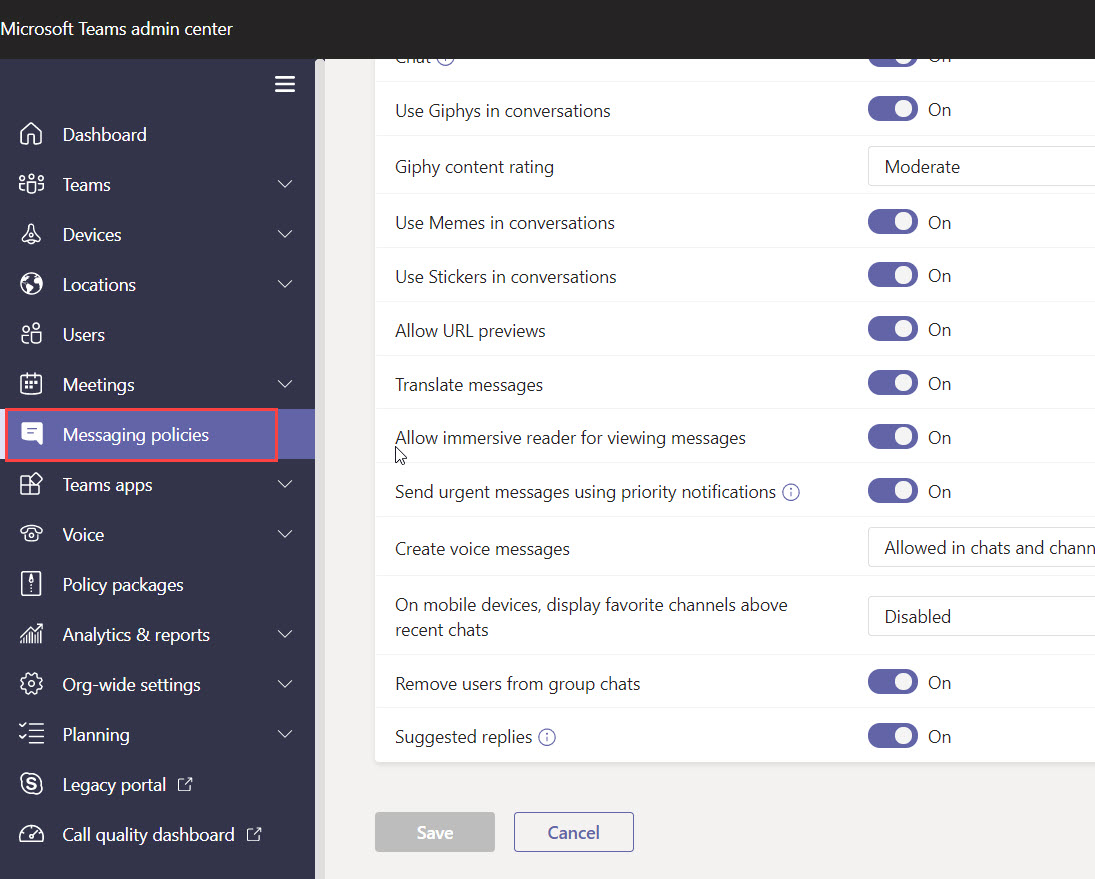 Microsoft Teams admin center
Dashboard
Teams
Devices
Locations
Users
Meetings
Messaging policies
Teams apps
Voice
Policy packages
Analytics & reports
Org-wide settings
Planning
Legacy portal
Call quality dashboard
Chat On
Use Giphys in conversations On
Giphy content rating Moderate
Use Memes in conversations On
Use Stickers in conversations On
Allow URL previews On
Translate messages On
Allow immersive reader for viewing messages On
Send urgent messages using priority notifications On
Create voice messages Allowed in chats and chann
On mobile devices, display favorite channels above
recent chats Disabled
Remove users from group chats On
Suggested replies On
Save Cancel